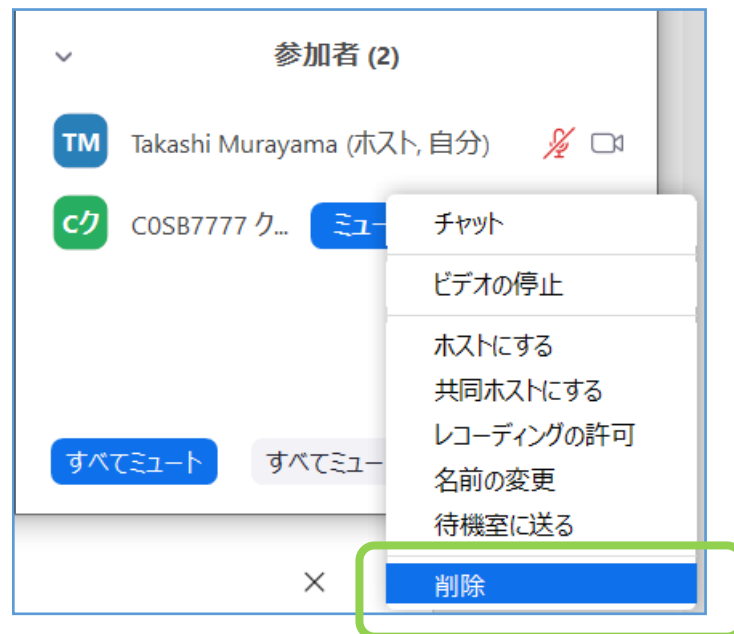 参加者 (2)
TM Takashi Murayama (ホスト, 自分)
Cク C0SB7777 ク... ミュー
チャット
ビデオの停止
ホストにする
共同ホストにする
レコーディングの許可
名前の変更
待機室に送る
削除
すべてミュート すべてミュー